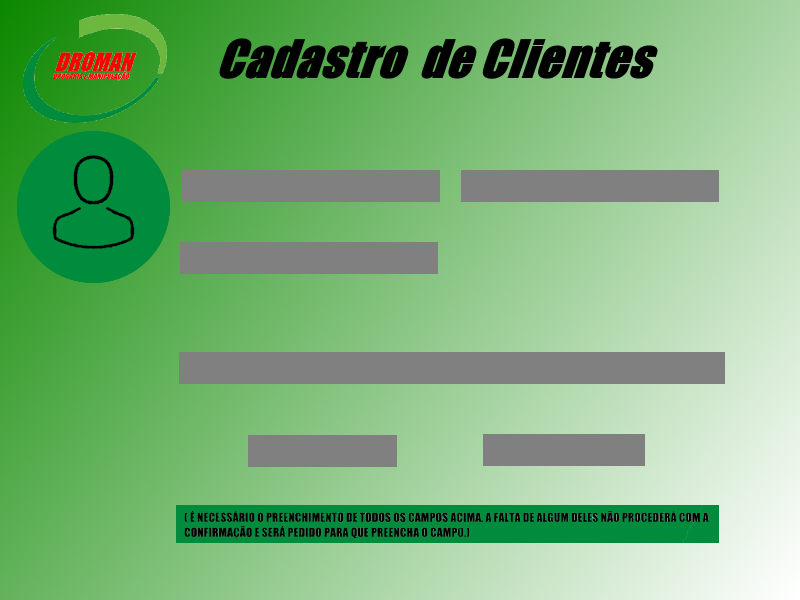 DROMAN
Cadastro de Clientes
( É NECESSÁRIO O PREENCHIMENTO DE TODOS OS CAMPOS ACIMA. A FALTA DE ALGUM DELES NÃO PROCEDERÁ COM A
CONFIRMAÇÃO E SERÁ PEDIDO PARA QUE PREENCHA O CAMPO.)